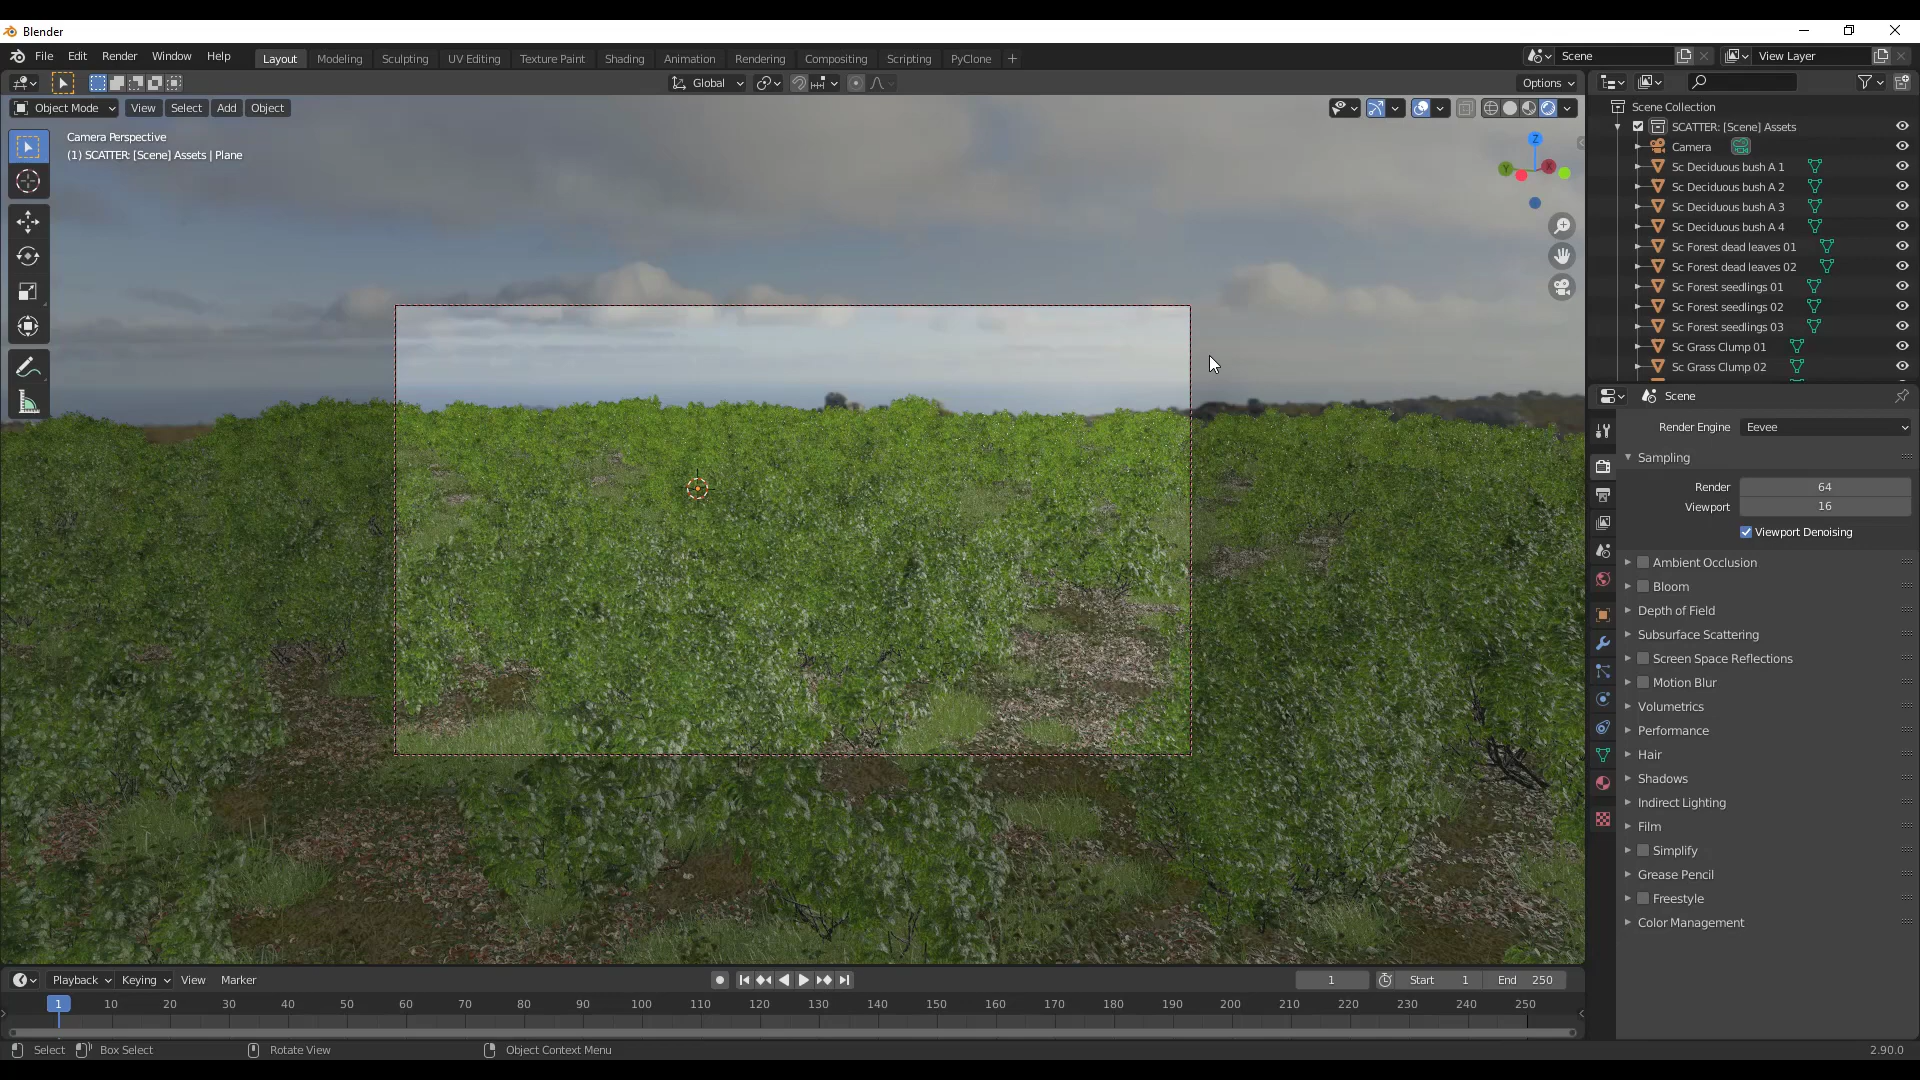 Blender
File Edit Render Window Help
Layout Modeling Sculpting UV Editing Texture Paint Shading Animation Rendering Compositing Scripting PyClone +
Scene
View Layer
Global
Options
Object Mode View Select Add Object
Camera Perspective
(1) SCATTER: [Scene] Assets | Plane
Z
Y
X
Scene Collection
SCATTER: [Scene] Assets
Camera
Sc Deciduous bush A 1
Sc Deciduous bush A 2
Sc Deciduous bush A 3
Sc Deciduous bush A 4
Sc Forest dead leaves 01
Sc Forest dead leaves 02
Sc Forest seedlings 01
Sc Forest seedlings 02
Sc Forest seedlings 03
Sc Grass Clump 01
Sc Grass Clump 02
Scene
Render Engine Eevee
Sampling
Render 64
Viewport 16
Viewport Denoising
Ambient Occlusion
Bloom
Depth of Field
Subsurface Scattering
Screen Space Reflections
Motion Blur
Volumetrics
Performance
Hair
Shadows
Indirect Lighting
Film
Simplify
Grease Pencil
Freestyle
Color Management
Playback Keying View Marker
1
Start 1
End 250
1 10 20 30 40 50 60 70 80 90 100 110 120 130 140 150 160 170 180 190 200 210 220 230 240 250
Select Box Select Rotate View Object Context Menu
2.90.0